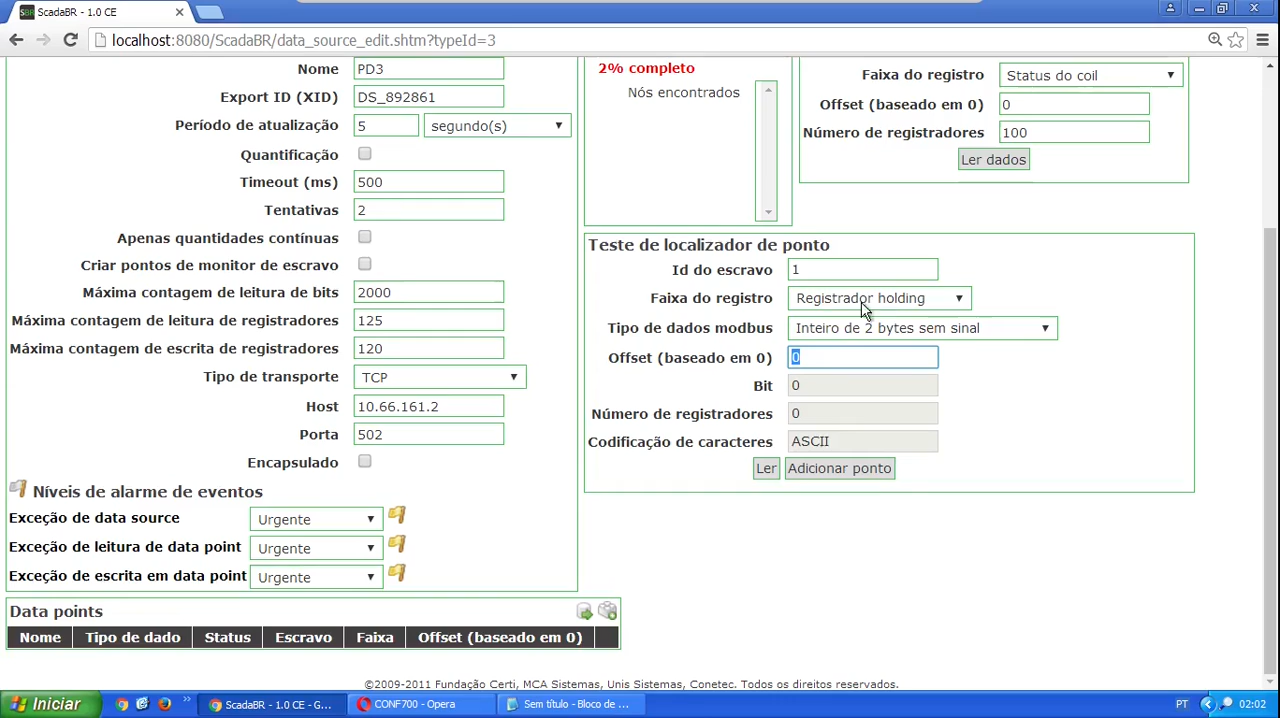 ScadaBR - 1.0 CE
localhost:8080/ScadaBR/data_source_edit.shtm?typeId=3
Nome PD3
Export ID (XID) DS_892861
Período de atualização 5 segundo(s)
Quantificação
Timeout (ms) 500
Tentativas 2
Apenas quantidades contínuas
Criar pontos de monitor de escravo
Máxima contagem de leitura de bits 2000
Máxima contagem de leitura de registradores 125
Máxima contagem de escrita de registradores 120
Tipo de transporte TCP
Host 10.66.161.2
Porta 502
Encapsulado
Níveis de alarme de eventos
Exceção de data source Urgente
Exceção de leitura de data point Urgente
Exceção de escrita em data point Urgente
2% completo
Nós encontrados
Faixa do registro Status do coil
Offset (baseado em 0) 0
Número de registradores 100
Ler dados
Teste de localizador de ponto
Id do escravo 1
Faixa do registro Registrador holding
Tipo de dados modbus Inteiro de 2 bytes sem sinal
Offset (baseado em 0) 0
Bit 0
Número de registradores 0
Codificação de caracteres ASCII
Ler Adicionar ponto
Data points
Nome Tipo de dado Status Escravo Faixa Offset (baseado em 0)
©2009-2011 Fundação Certi, MCA Sistemas, Unis Sistemas, Conetec. Todos os direitos reservados.
Iniciar ScadaBR - 1.0 CE - G... CONF700 - Opera Sem título - Bloco de ... PT 02:02